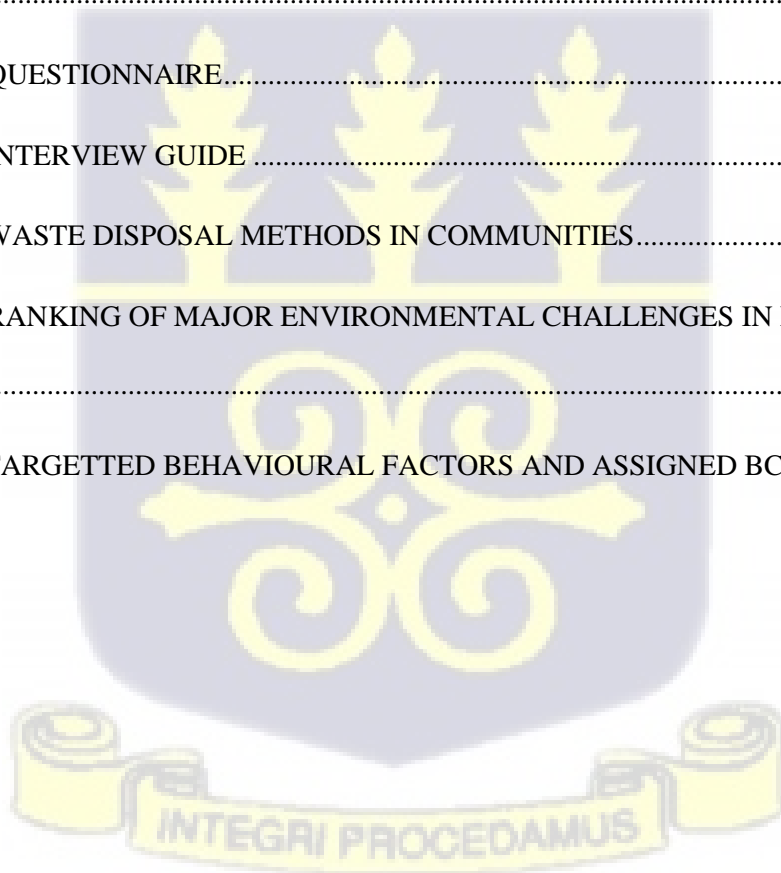 ................................................................................................
QUESTIONNAIRE.....................................................................
INTERVIEW GUIDE .................................................................
WASTE DISPOSAL METHODS IN COMMUNITIES..................
RANKING OF MAJOR ENVIRONMENTAL CHALLENGES IN
................................................................................................
TARGETTED BEHAVIOURAL FACTORS AND ASSIGNED BC
INTEGRI PROCEDAMUS